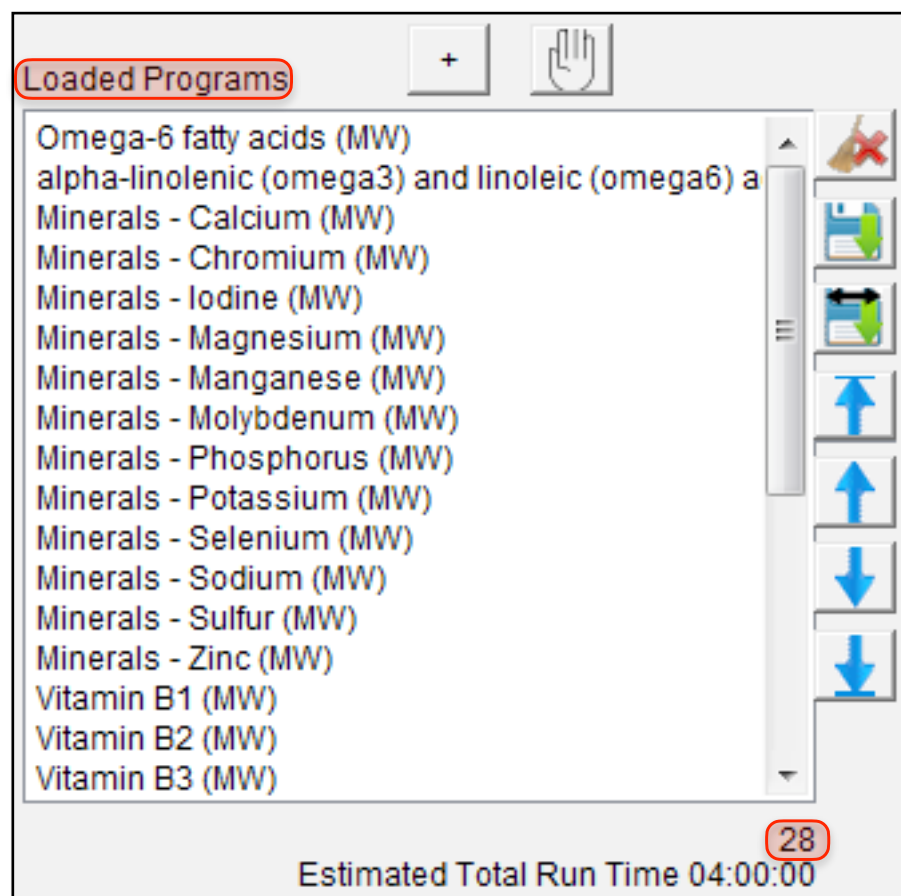 +
Loaded Programs
Omega-6 fatty acids (MW)
alpha-linolenic (omega3) and linoleic (omega6) a
Minerals - Calcium (MW)
Minerals - Chromium (MW)
Minerals - Iodine (MW)
Minerals - Magnesium (MW)
Minerals - Manganese (MW)
Minerals - Molybdenum (MW)
Minerals - Phosphorus (MW)
Minerals - Potassium (MW)
Minerals - Selenium (MW)
Minerals - Sodium (MW)
Minerals - Sulfur (MW)
Minerals - Zinc (MW)
Vitamin B1 (MW)
Vitamin B2 (MW)
Vitamin B3 (MW)
28
Estimated Total Run Time 04:00:00